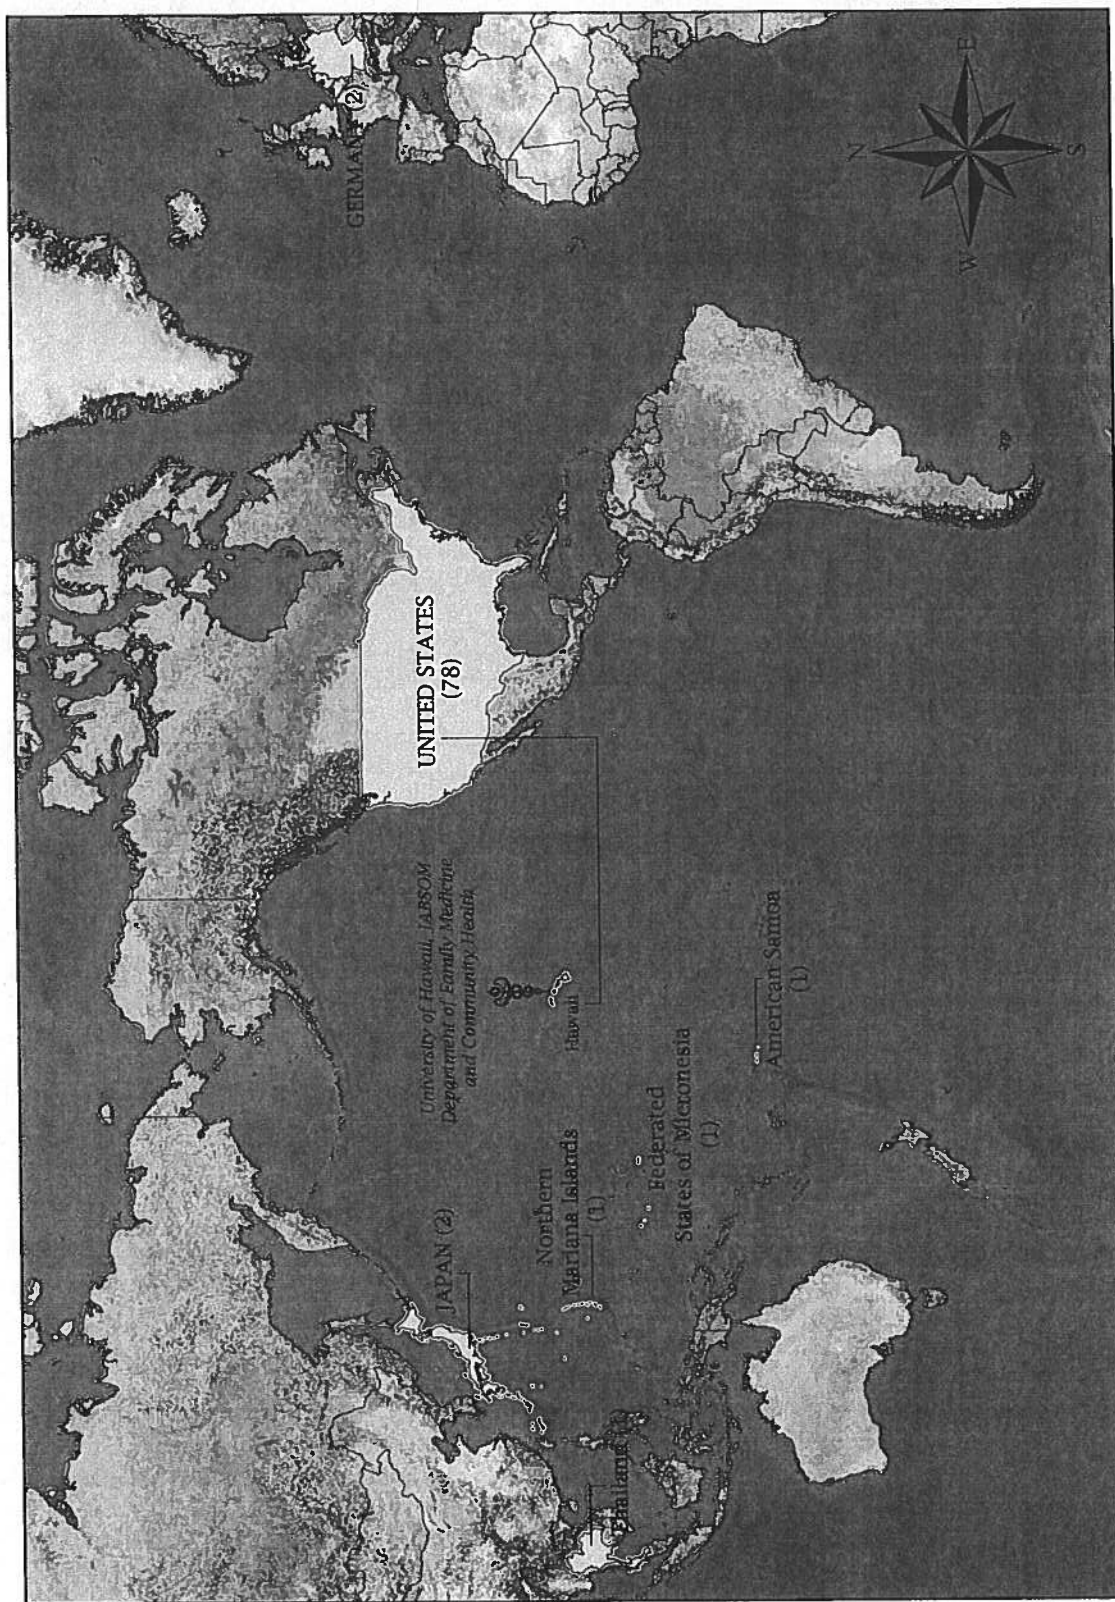 GERMANY (2)
N
E
S
W
UNITED STATES
(78)
University of Hawaii, JABSOM
Department of Family Medicine
and Community Health
Hawaii
JAPAN (2)
Northern
Mariana Islands
(1)
Federated
States of Micronesia
(1)
American Samoa
(1)
Thailand